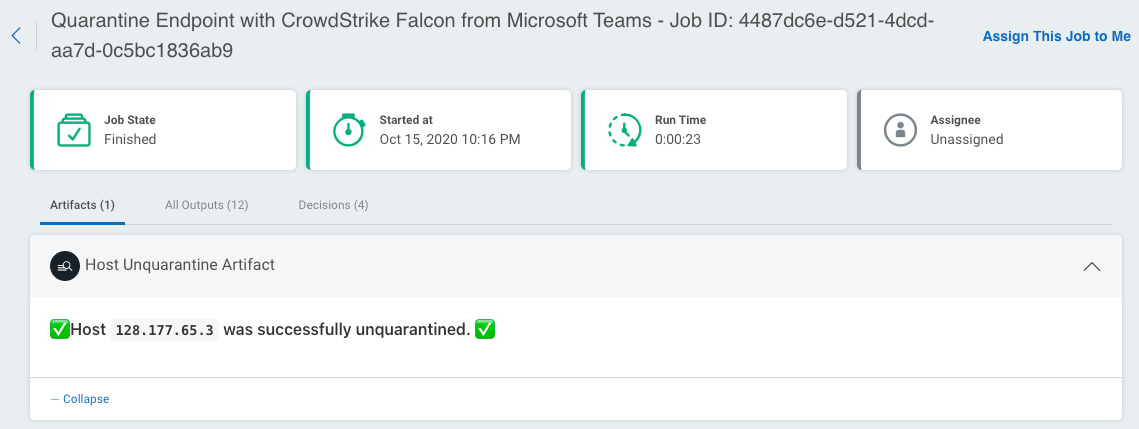 Quarantine Endpoint with CrowdStrike Falcon from Microsoft Teams - Job ID: 4487dc6e-d521-4dcd-
aa7d-0c5bc1836ab9
Assign This Job to Me
Job State
Finished
Started at
Oct 15, 2020 10:16 PM
Run Time
0:00:23
Assignee
Unassigned
Artifacts (1)
All Outputs (12)
Decisions (4)
Host Unquarantine Artifact
✅Host 128.177.65.3 was successfully unquarantined. ✅
— Collapse